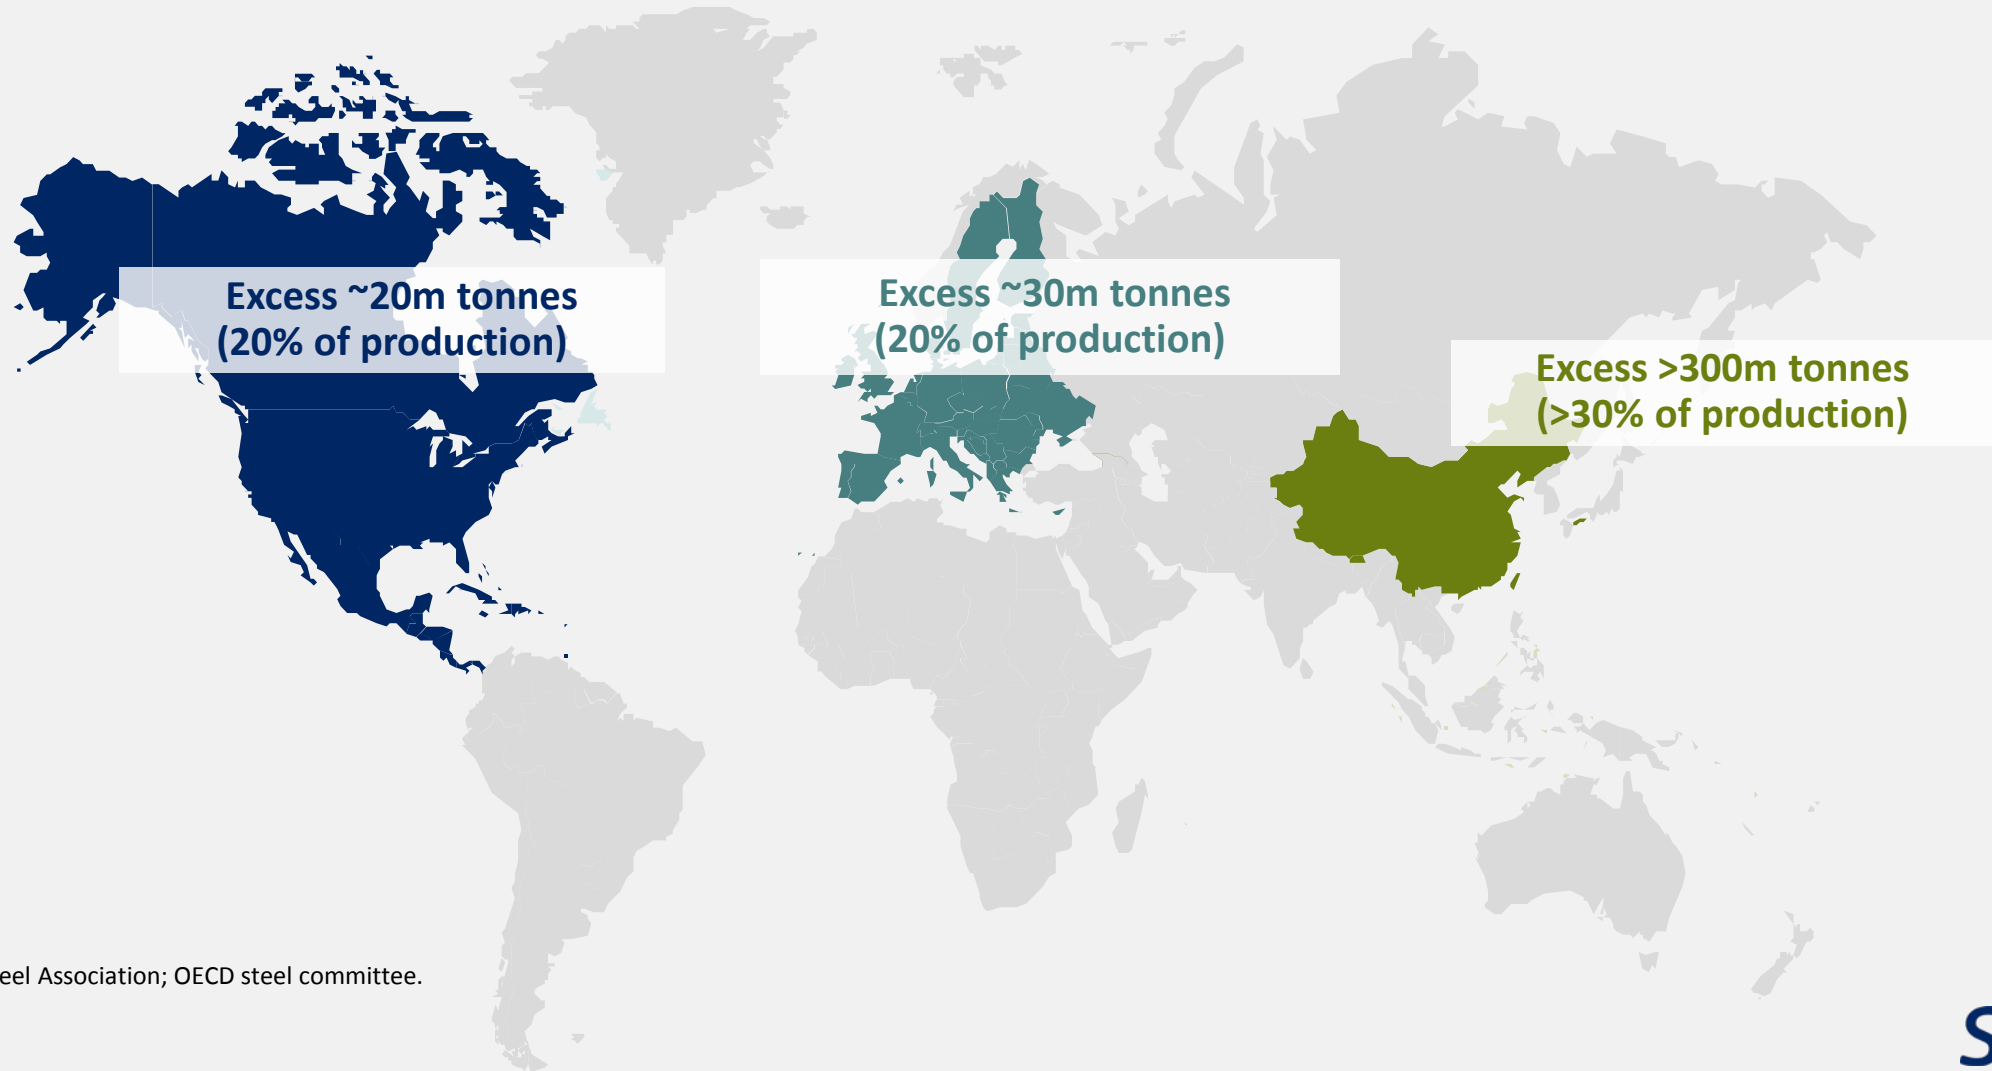 Excess ~20m tonnes
(20% of production)
Excess ~30m tonnes
(20% of production)
Excess >300m tonnes
(>30% of production)
Association; OECD steel committee.